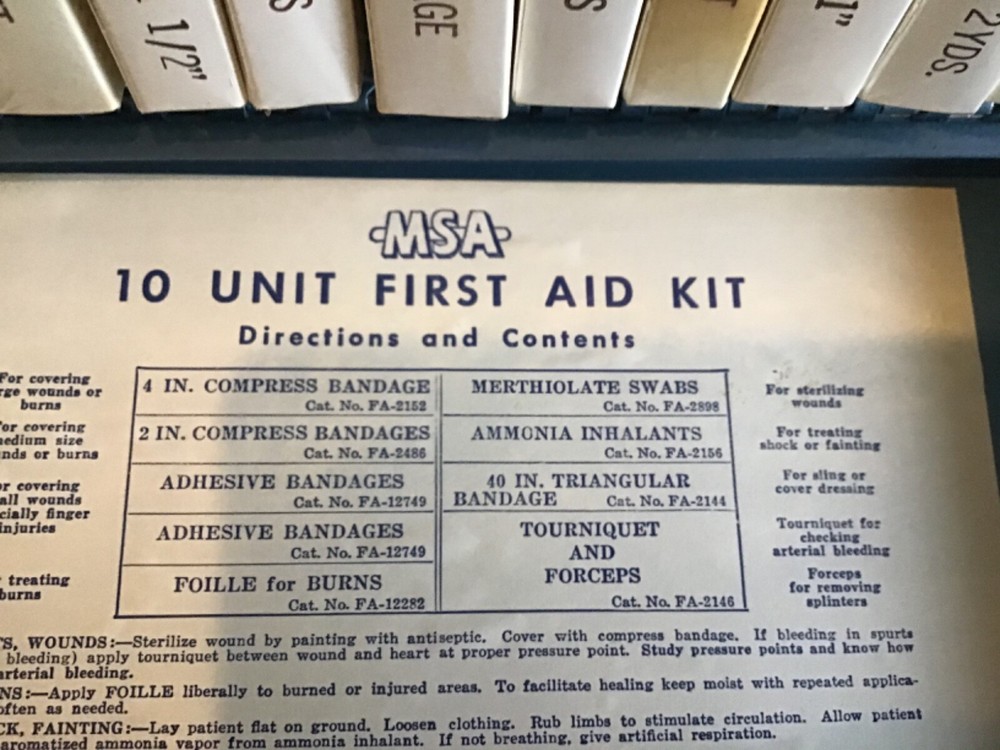 1/2"
S
GE
S
1"
2YDS.
MSA
10 UNIT FIRST AID KIT
Directions and Contents
For covering
wounds or
burns
4 IN. COMPRESS BANDAGE
Cat. No. FA-2152
MERTHIOLATE SWABS
Cat. No. FA-2898
For sterilizing
wounds
covering
size
or burns
2 IN. COMPRESS BANDAGES
Cat. No. FA-2486
AMMONIA INHALANTS
Cat. No. FA-2156
For treating
shock or fainting
covering
wounds
finger
injuries
ADHESIVE BANDAGES
Cat. No. FA-12749
40 IN. TRIANGULAR
BANDAGE Cat. No. FA-2144
For sling or
cover dressing
ADHESIVE BANDAGES
Cat. No. FA-12749
TOURNIQUET
AND
FORCEPS
Cat. No. FA-2146
Tourniquet for
checking
arterial bleeding
treating
burns
FOILLE for BURNS
Cat. No. FA-12282
Forceps
for removing
splinters
TS, WOUNDS:—Sterilize wound by painting with antiseptic. Cover with compress bandage. If bleeding in spurts
bleeding) apply tourniquet between wound and heart at proper pressure point. Study pressure points and know how
arterial bleeding.
NS:—Apply FOILLE liberally to burned or injured areas. To facilitate healing keep moist with repeated applica-
often as needed.
CK, FAINTING:—Lay patient flat on ground. Loosen clothing. Rub limbs to stimulate circulation. Allow patient
aromatized ammonia vapor from ammonia inhalant. If not breathing, give artificial respiration.